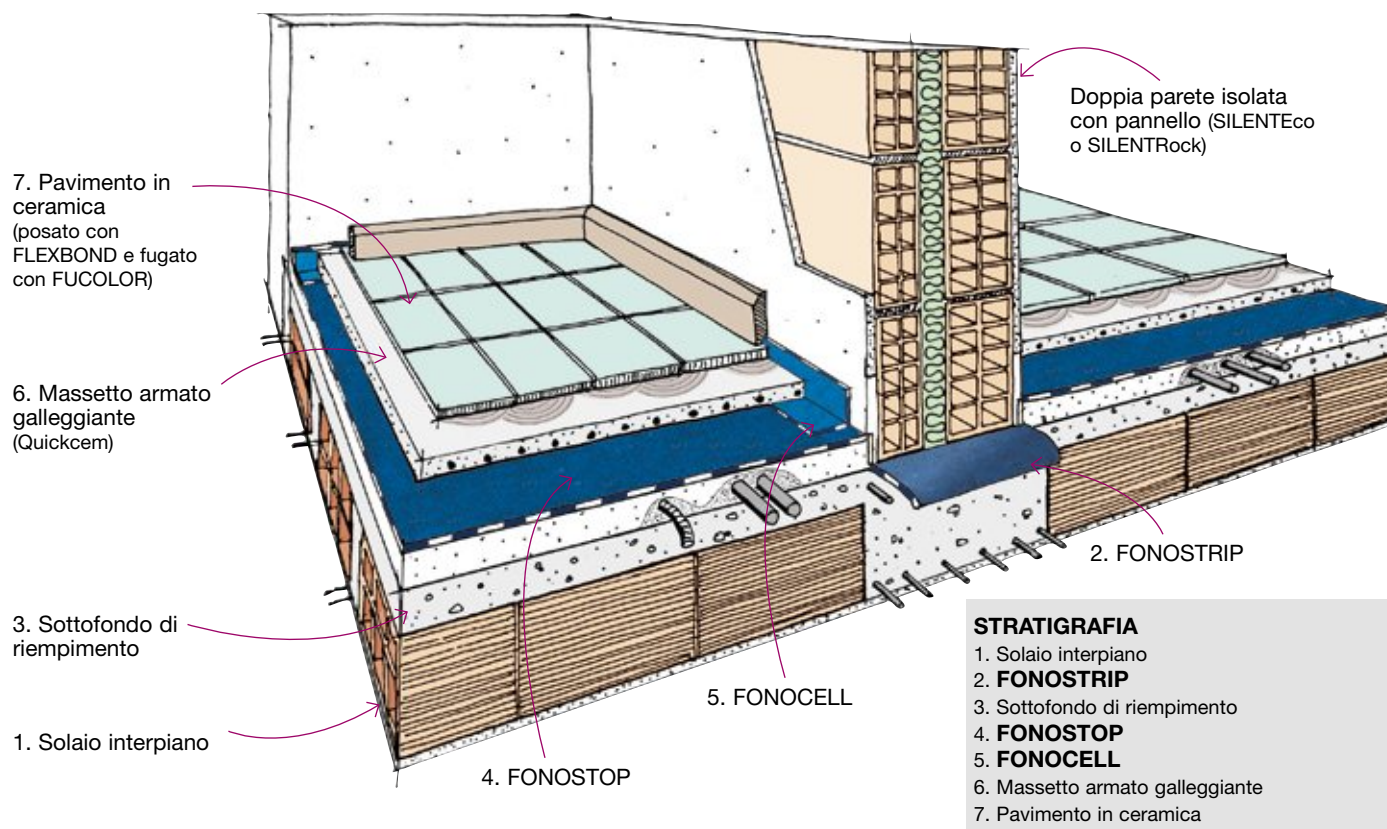 Doppia parete isolata
con pannello (SILENTEco
o SILENTRock)
7. Pavimento in
ceramica
(posato con
FLEXBOND e fugato
con FUCOLOR)
6. Massetto armato
galleggiante
(Quickcem)
3. Sottofondo di
riempimento
1. Solaio interpiano
4. FONOSTOP
5. FONOCELL
2. FONOSTRIP
STRATIGRAFIA
1. Solaio interpiano
2. FONOSTRIP
3. Sottofondo di riempimento
4. FONOSTOP
5. FONOCELL
6. Massetto armato galleggiante
7. Pavimento in ceramica